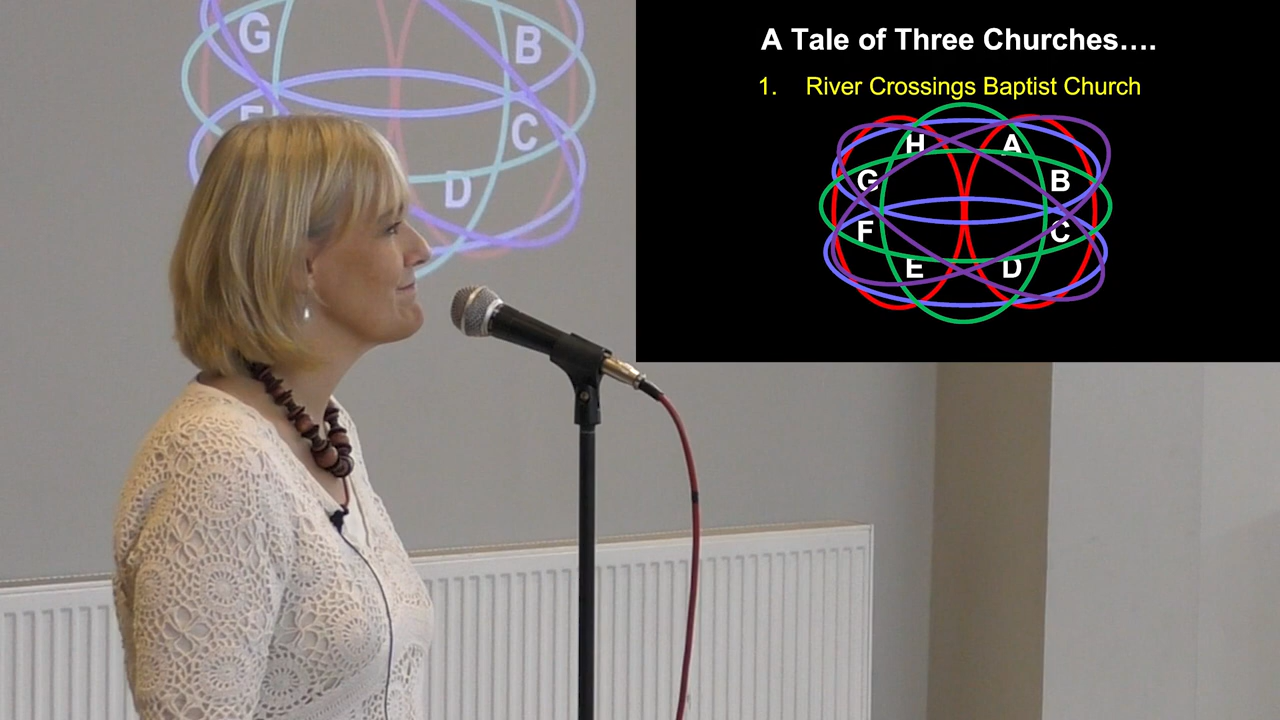 A Tale of Three Churches....
1. River Crossings Baptist Church
H A
G B
F C
E D
G B
C
D